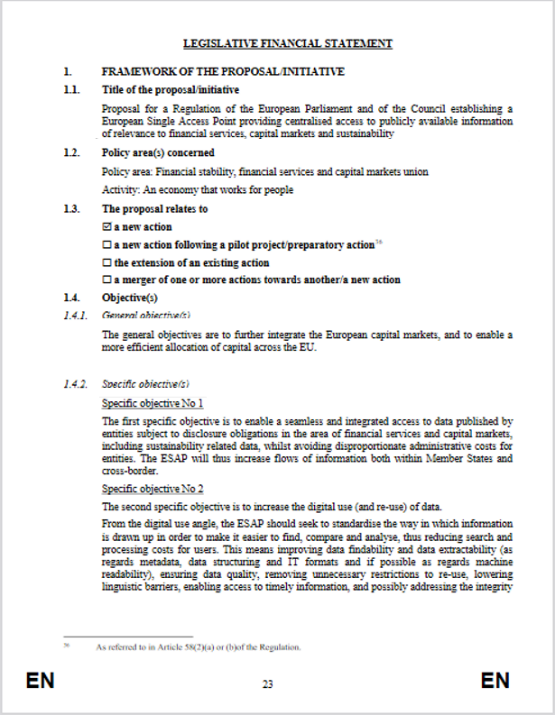 LEGISLATIVE FINANCIAL STATEMENT
1. FRAMEWORK OF THE PROPOSAL/INITIATIVE
1.1. Title of the proposal/initiative
Proposal for a Regulation of the European Parliament and of the Council establishing a
European Single Access Point providing centralised access to publicly available information
of relevance to financial services, capital markets and sustainability
1.2. Policy area(s) concerned
Policy area: Financial stability, financial services and capital markets union
Activity: An economy that works for people
1.3. The proposal relates to
☑ a new action
☐ a new action following a pilot project/preparatory action
☐ the extension of an existing action
☐ a merger of one or more actions towards another/a new action
1.4. Objective(s)
1.4.1. General objective(s)
The general objectives are to further integrate the European capital markets, and to enable a
more efficient allocation of capital across the EU.
1.4.2. Specific objective(s)
Specific objective No 1
The first specific objective is to enable a seamless and integrated access to data published by
entities subject to disclosure obligations in the area of financial services and capital markets,
including sustainability related data, whilst avoiding disproportionate administrative costs for
entities. The ESAP will thus increase flows of information both within Member States and
cross-border.
Specific objective No 2
The second specific objective is to increase the digital use (and re-use) of data.
From the digital use angle, the ESAP should seek to standardise the way in which information
is drawn up in order to make it easier to find, compare and analyse, thus reducing search and
processing costs for users. This means improving data findability and data extractability (as
regards metadata, data structuring and IT formats and if possible as regards machine
readability), ensuring data quality, removing unnecessary restrictions to re-use, lowering
linguistic barriers, enabling access to timely information, and possibly addressing the integrity
As referred to in Article 58(2)(a) or (b)of the Regulation.
EN 23 EN